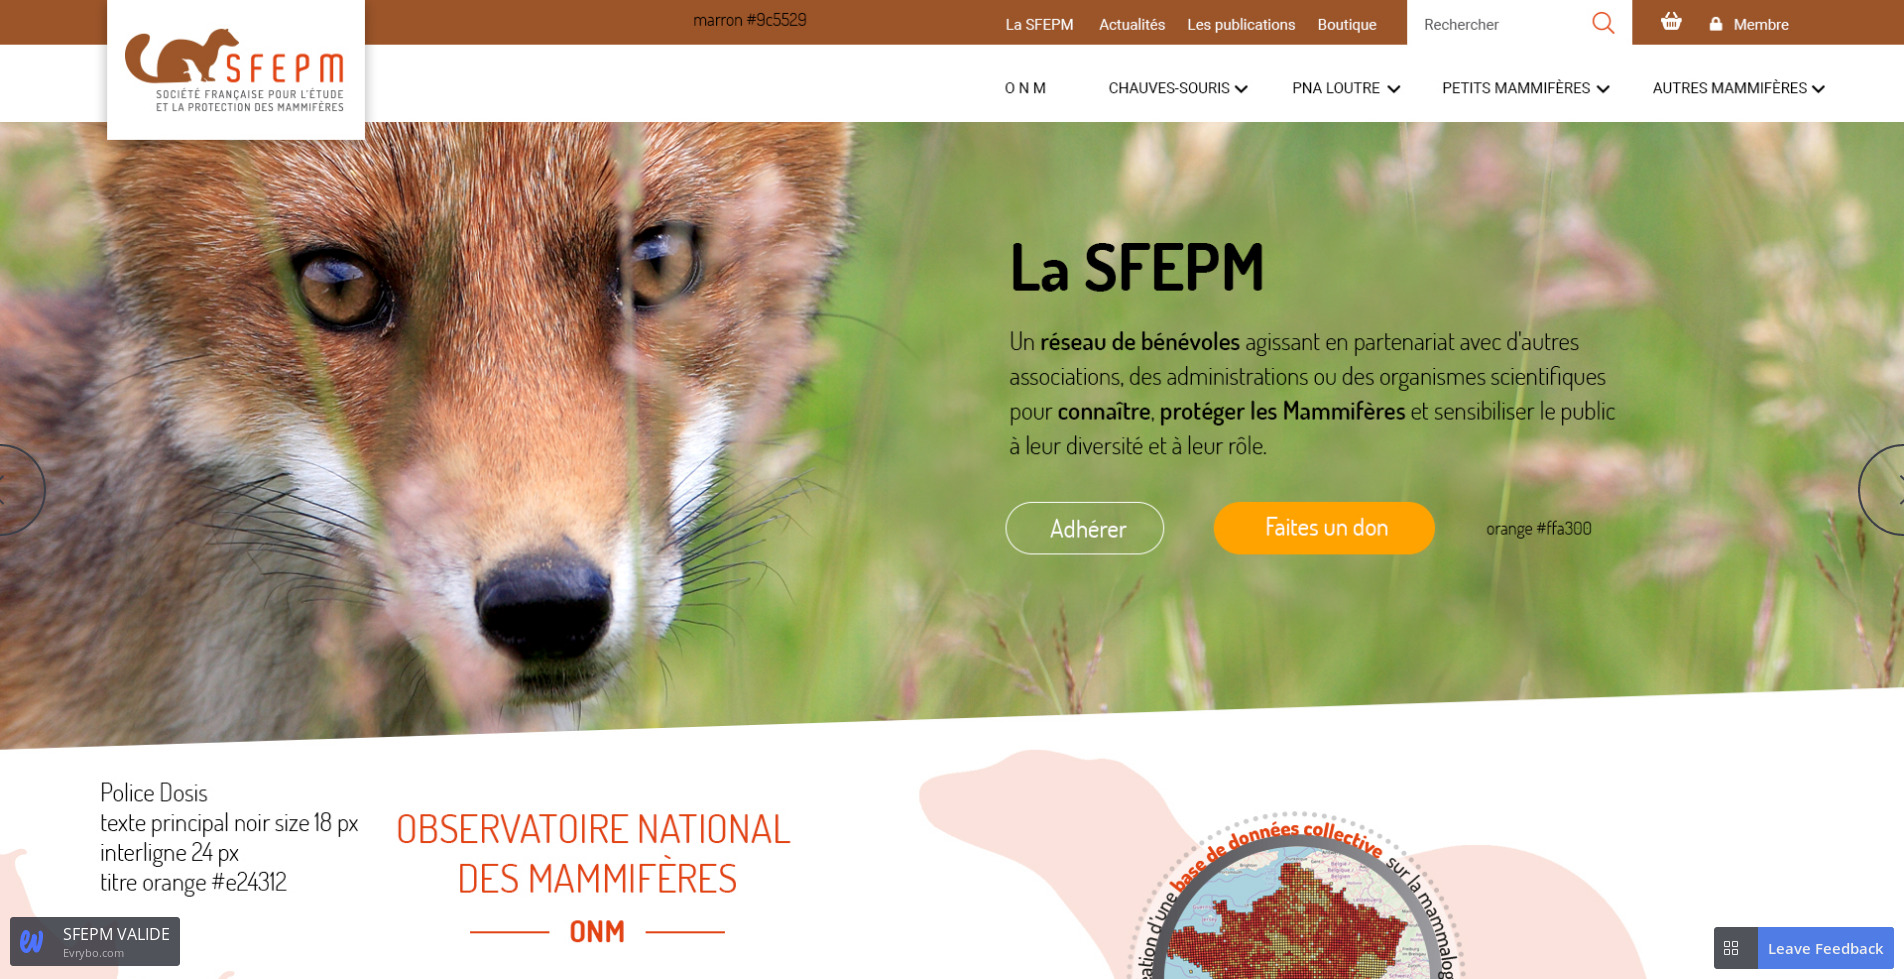 marron #9c5529
La SFEPM
Actualités
Les publications
Boutique
Rechercher
Membre
SFEPM
SOCIÉTÉ FRANÇAISE POUR L'ÉTUDE
ET LA PROTECTION DES MAMMIFÈRES
O N M
CHAUVES-SOURIS
PNA LOUTRE
PETITS MAMMIFÈRES
AUTRES MAMMIFÈRES
La SFEPM
Un réseau de bénévoles agissant en partenariat avec d'autres
associations, des administrations ou des organismes scientifiques
pour connaître, protéger les Mammifères et sensibiliser le public
à leur diversité et à leur rôle.
Adhérer
Faites un don
orange #ffa300
Police Dosis
texte principal noir size 18 px
interligne 24 px
titre orange #e24312
OBSERVATOIRE NATIONAL
DES MAMMIFÈRES
ONM
d'une base de données collective sur la
SFEPM VALIDE
Evrybo.com
Leave Feedback